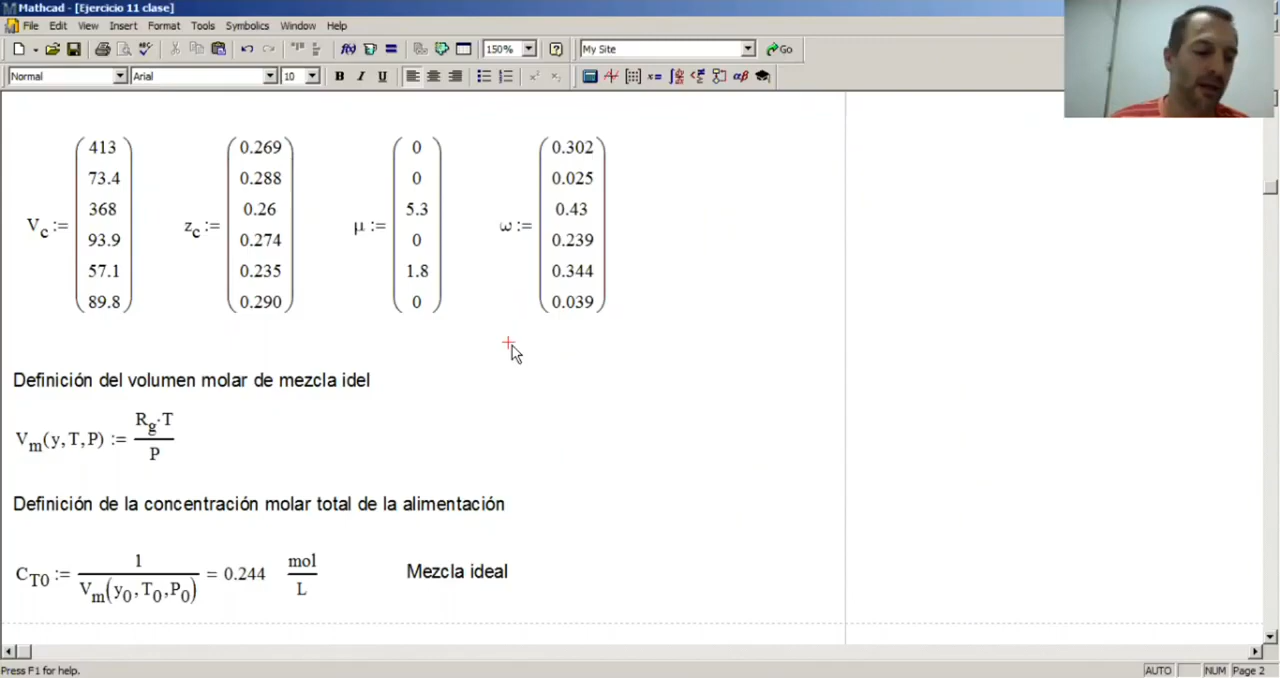 Mathcad - [Ejercicio 11 clase]
File Edit View Insert Format Tools Symbolics Window Help
150% My Site Go
Normal Arial 10 B I U
V_c := (413 73.4 368 93.9 57.1 89.8) z_c := (0.269 0.288 0.26 0.274 0.235 0.290) μ := (0 0 5.3 0 1.8 0) ω := (0.302 0.025 0.43 0.239 0.344 0.039)
Definición del volumen molar de mezcla idel
V_m(y,T,P) := R_g·T / P
Definición de la concentración molar total de la alimentación
C_T0 := 1 / V_m(y_0,T_0,P_0) = 0.244 mol / L Mezcla ideal
Press F1 for help. AUTO NUM Page 2